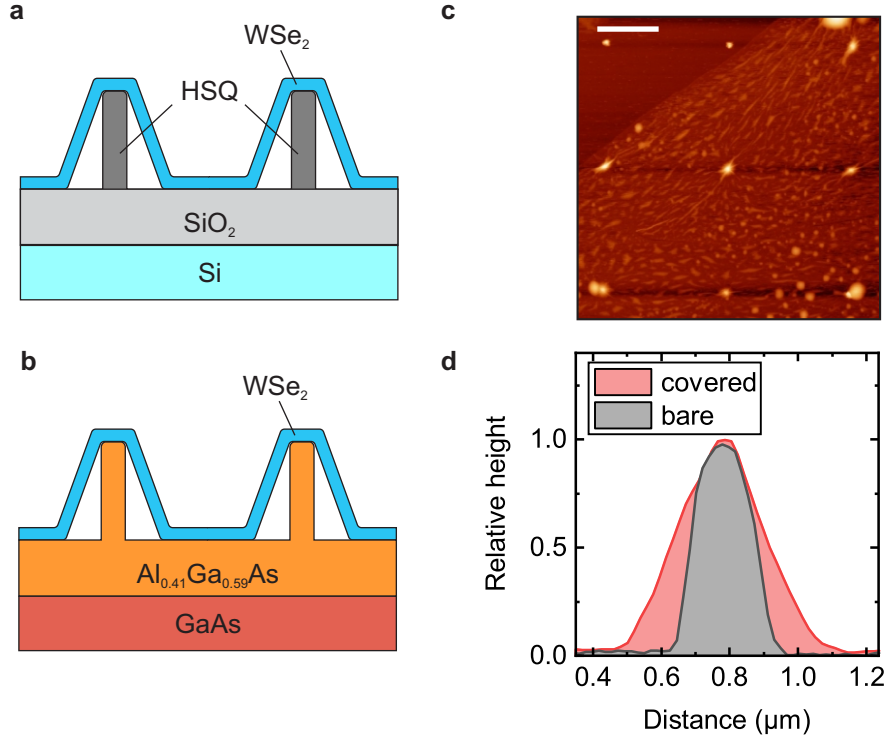 a
WSe₂
HSQ
SiO₂
Si
b
WSe₂
Al₀.₄₁Ga₀.₅₉As
GaAs
c
d
covered
bare
Relative height
1.0
0.5
0.0
0.4 0.6 0.8 1.0 1.2
Distance (µm)